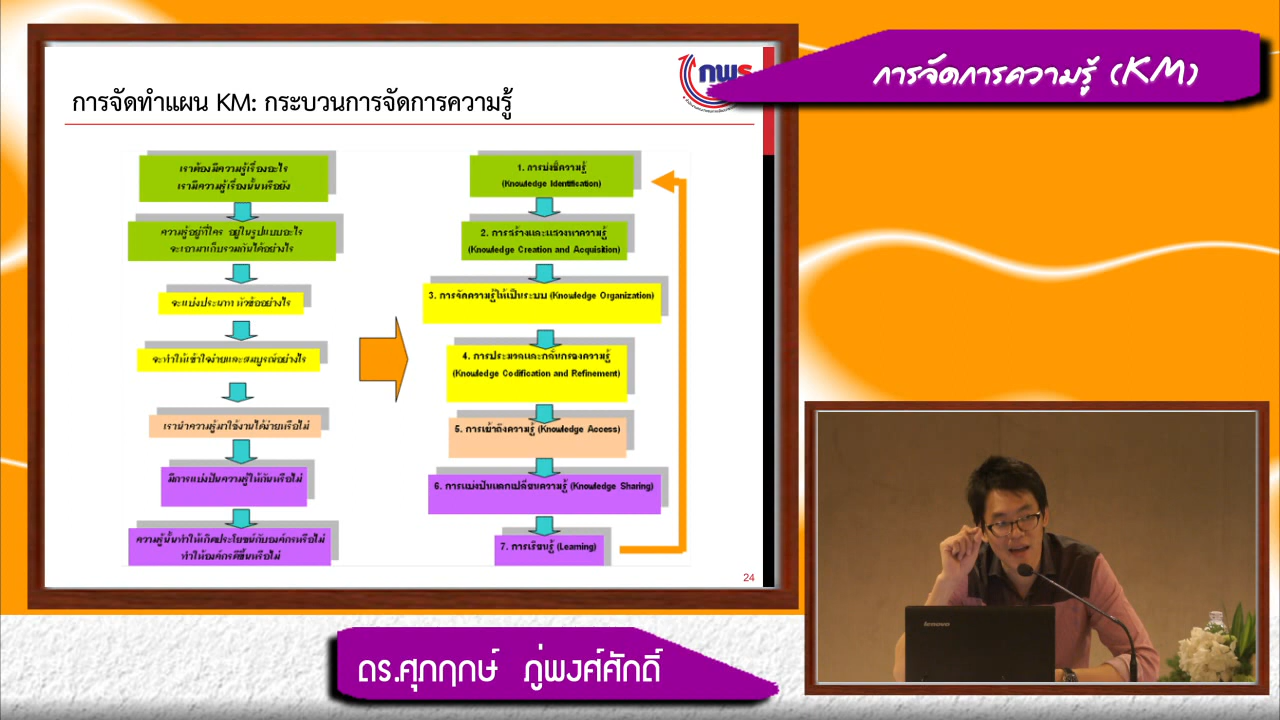 การจัดการความรู้ (KM)
กพร
การจัดทำแผน KM: กระบวนการจัดการความรู้
เราต้องมีความรู้เรื่องอะไร
เรามีความรู้เรื่องนั้นหรือยัง
ความรู้อยู่ที่ใคร อยู่ในรูปแบบอะไร
จะเอามาเก็บรวมกันได้อย่างไร
จะแบ่งประเภท หัวข้ออย่างไร
จะทำให้เข้าใจง่ายและสมบูรณ์อย่างไร
เรานำความรู้มาใช้งานได้ง่ายหรือไม่
มีการแบ่งปันความรู้ให้กันหรือไม่
ความรู้นั้นทำให้เกิดประโยชน์กับองค์กรหรือไม่
ทำให้องค์กรดีขึ้นหรือไม่
1. การบ่งชี้ความรู้
(Knowledge Identification)
2. การสร้างและแสวงหาความรู้
(Knowledge Creation and Acquisition)
3. การจัดความรู้ให้เป็นระบบ (Knowledge Organization)
4. การประมวลและกลั่นกรองความรู้
(Knowledge Codification and Refinement)
5. การเข้าถึงความรู้ (Knowledge Access)
6. การแบ่งปันแลกเปลี่ยนความรู้ (Knowledge Sharing)
7. การเรียนรู้ (Learning)
24
lenovo
ดร.ศุภฤกษ์ ภู่พงศ์ศักดิ์